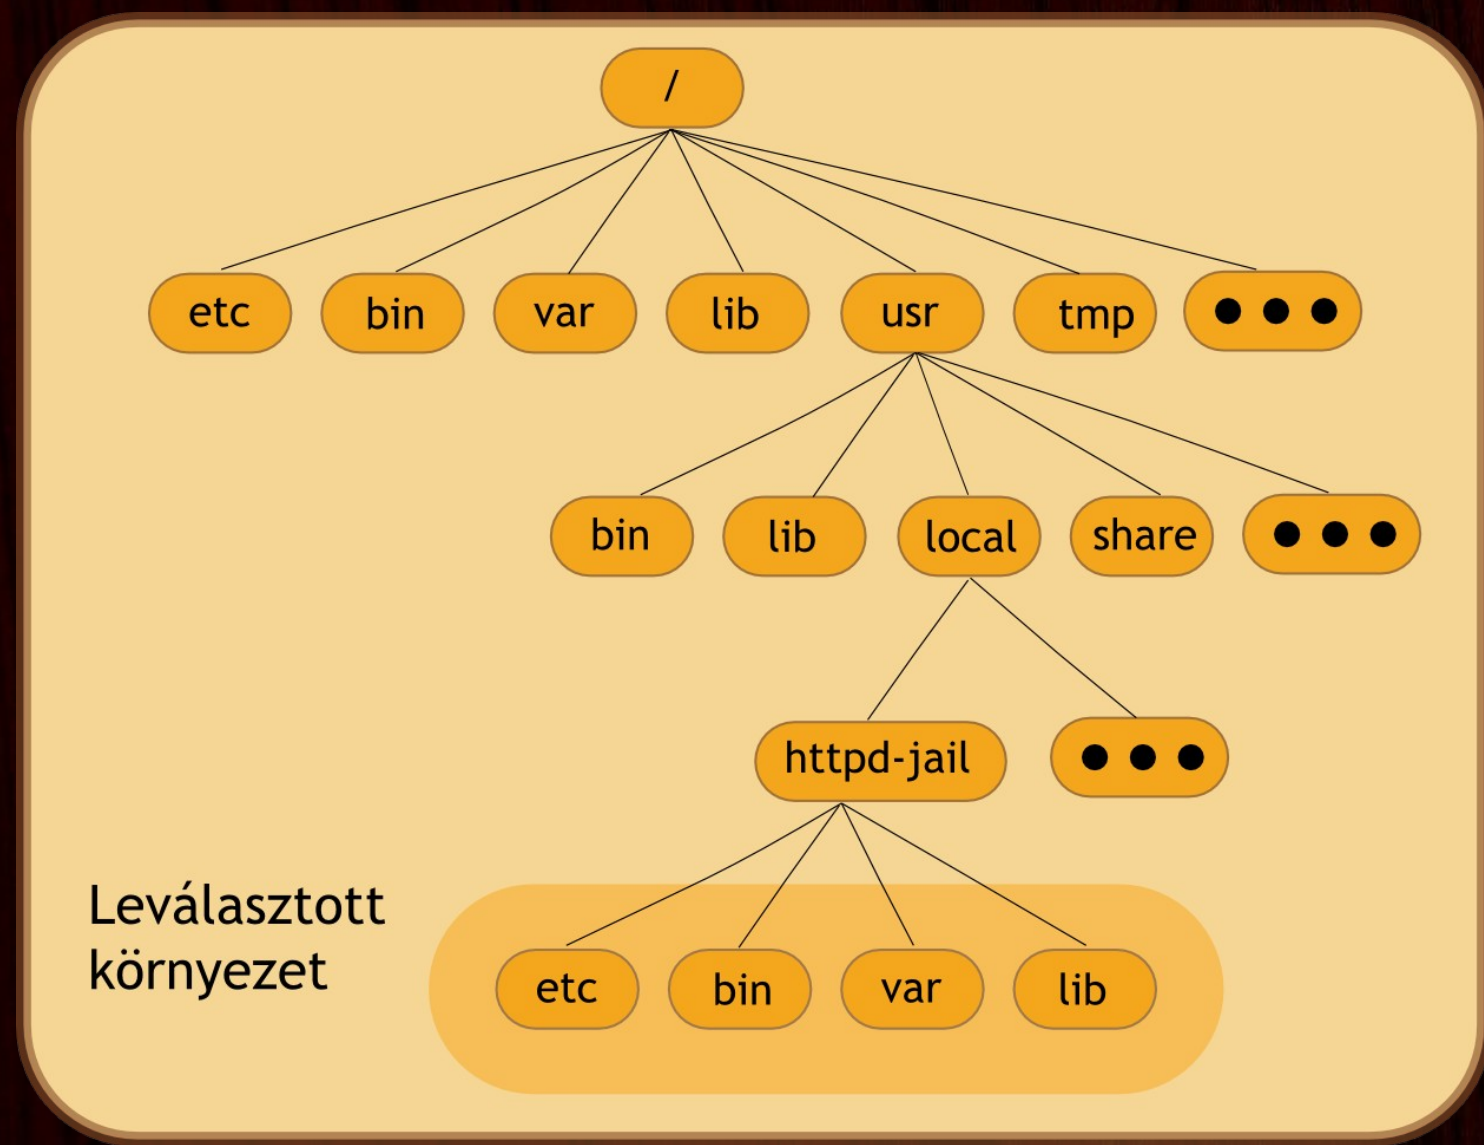 /
etc bin var lib usr tmp ● ● ●
bin lib local share ● ● ●
httpd-jail ● ● ●
Leválasztott
környezet
etc bin var lib